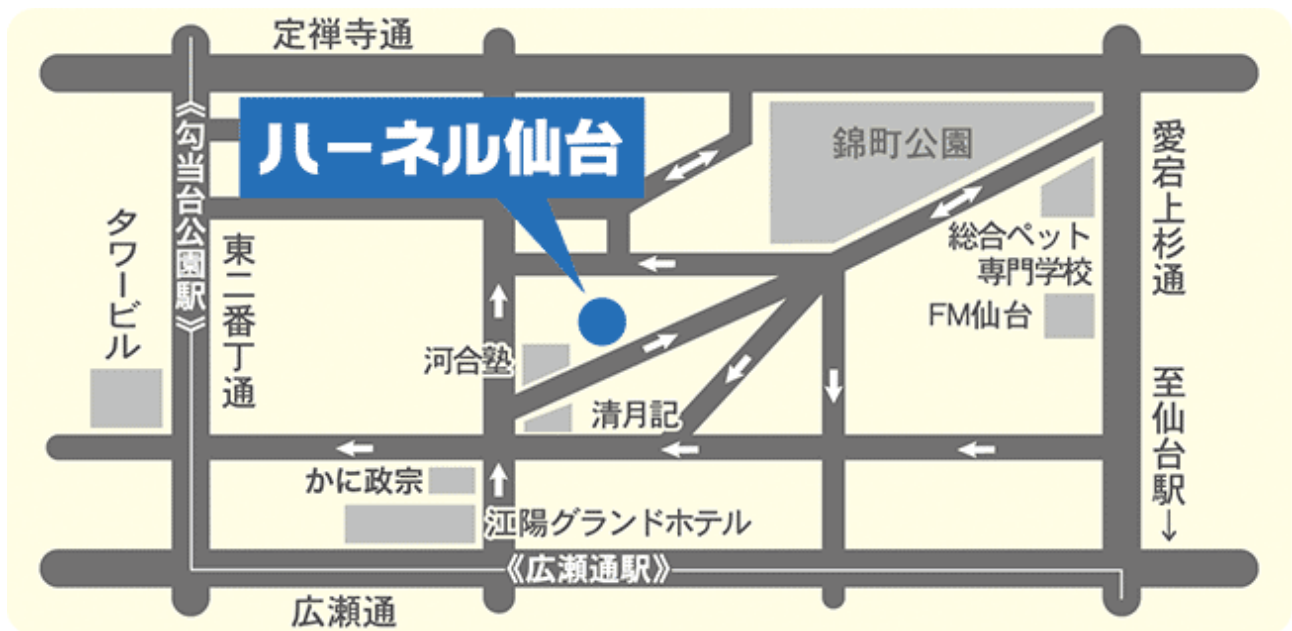 定禅寺通
ハーネル仙台
《勾当台公園駅》
錦町公園
愛宕上杉通
タワービル
東二番丁通
総合ペット
専門学校
FM仙台
河合塾
清月記
至仙台駅↓
かに政宗
江陽グランドホテル
《広瀬通駅》
広瀬通